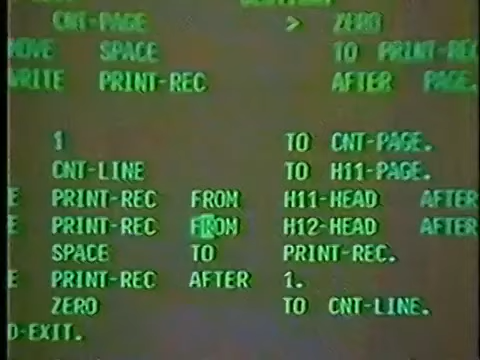 CNT-PAGE > ZERO
MOVE SPACE TO PRINT-REC
WRITE PRINT-REC AFTER PAGE.
1 TO CNT-PAGE.
CNT-LINE TO H11-PAGE.
E PRINT-REC FROM H11-HEAD AFTER
E PRINT-REC FROM H12-HEAD AFTER
SPACE TO PRINT-REC.
E PRINT-REC AFTER 1.
ZERO TO CNT-LINE.
D-EXIT.